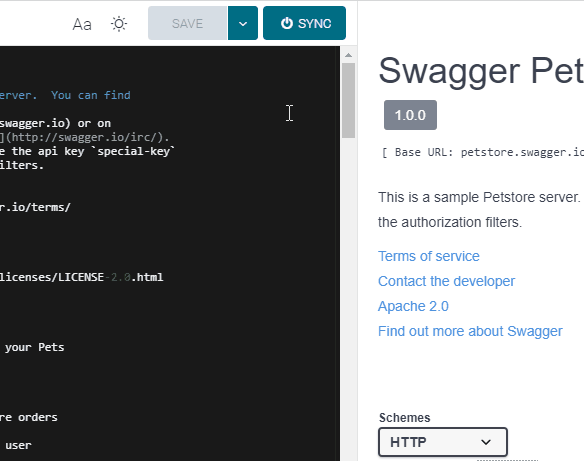 Aa SAVE SYNC
erver.  You can find
swagger.io) or on
](http://swagger.io/irc/).
e the api key `special-key`
ilters.
r.io/terms/
licenses/LICENSE-2.0.html
your Pets
re orders
user
Swagger Pet
1.0.0
[ Base URL: petstore.swagger.io
This is a sample Petstore server.
the authorization filters.
Terms of service
Contact the developer
Apache 2.0
Find out more about Swagger
Schemes
HTTP